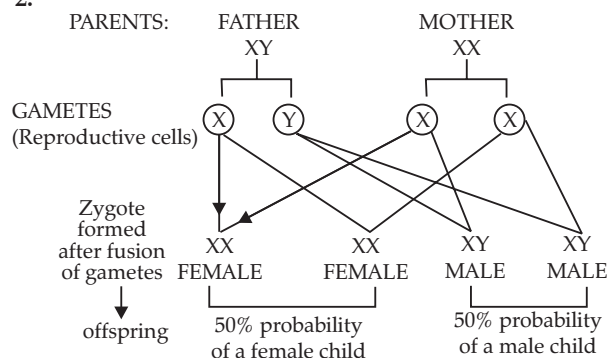 2.
PARENTS: FATHER MOTHER
XY XX
GAMETES
(Reproductive cells)
X Y X X
Zygote
formed
after fusion
of gametes
offspring
XX XX XY XY
FEMALE FEMALE MALE MALE
50% probability
of a female child
50% probability
of a male child